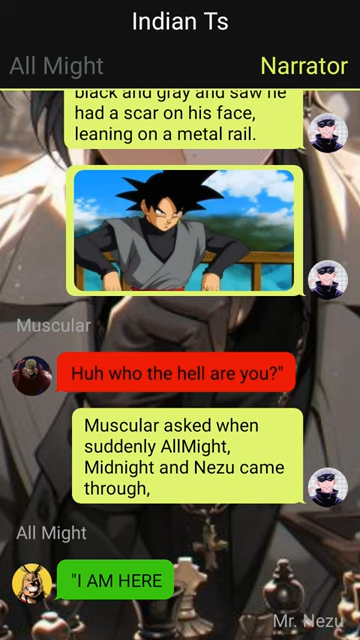 Indian Ts
All Might
Narrator
black and gray and saw he
had a scar on his face,
leaning on a metal rail.
Muscular
Huh who the hell are you?"
Muscular asked when
suddenly AllMight,
Midnight and Nezu came
through,
All Might
"I AM HERE
Mr. Nezu